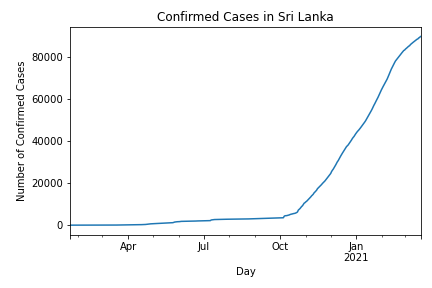 Confirmed Cases in Sri Lanka
Number of Confirmed Cases
80000
60000
40000
20000
0
Apr Jul Oct Jan
2021
Day